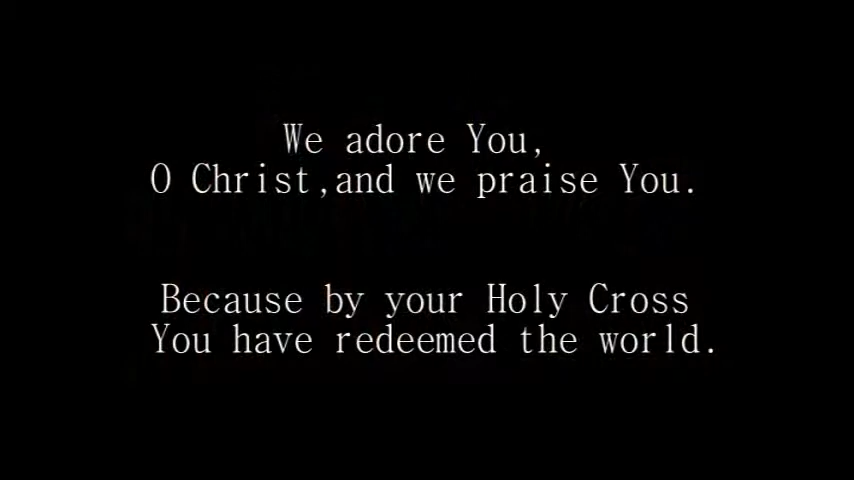 We adore You,
O Christ,and we praise You.
Because by your Holy Cross
You have redeemed the world.